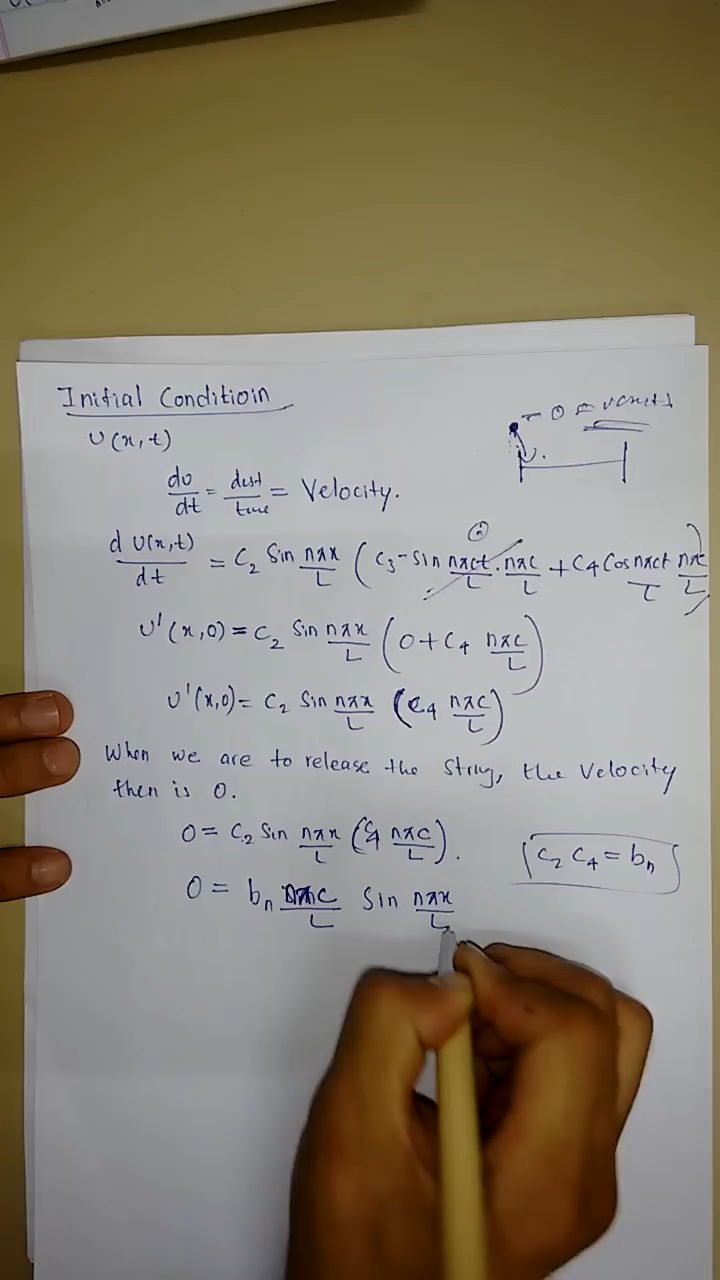 Initial Conditioin
U(x,t)
= 0
du/dt = dist/time = Velocity.
d U(x,t)/dt = C₂ Sin nπx/L (C₃ - Sin nπct/L . nπc/L + C₄ Cos nπct/L nπc/L)
U'(x,0) = C₂ Sin nπx/L (0 + C₄ nπc/L)
U'(x,0) = C₂ Sin nπx/L (C₄ nπc/L)
When we are to release the String, the Velocity
then is 0.
0 = C₂ Sin nπx/L (C₄ nπc/L).
C₂ C₄ = bₙ
0 = bₙ nπc/L Sin nπx/L